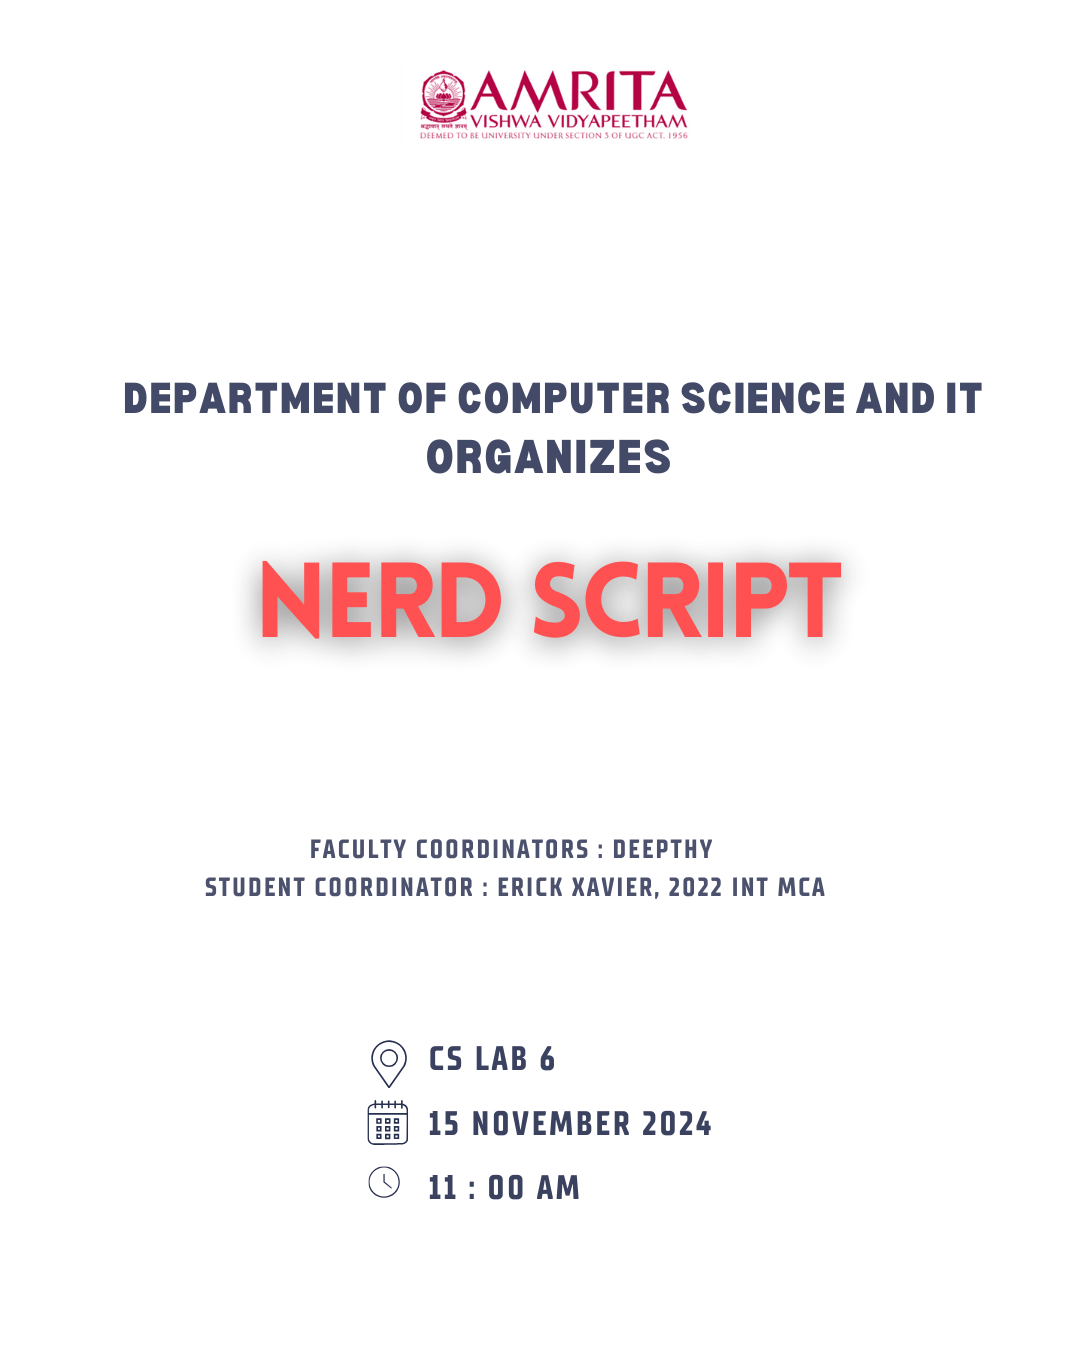 AMRITA
VISHWA VIDYAPEETHAM
DEEMED TO BE UNIVERSITY UNDER SECTION 3 OF UGC ACT. 1956
DEPARTMENT OF COMPUTER SCIENCE AND IT
ORGANIZES
NERD SCRIPT
FACULTY COORDINATORS : DEEPTHY
STUDENT COORDINATOR : ERICK XAVIER, 2022 INT MCA
CS LAB 6
15 NOVEMBER 2024
11 : 00 AM